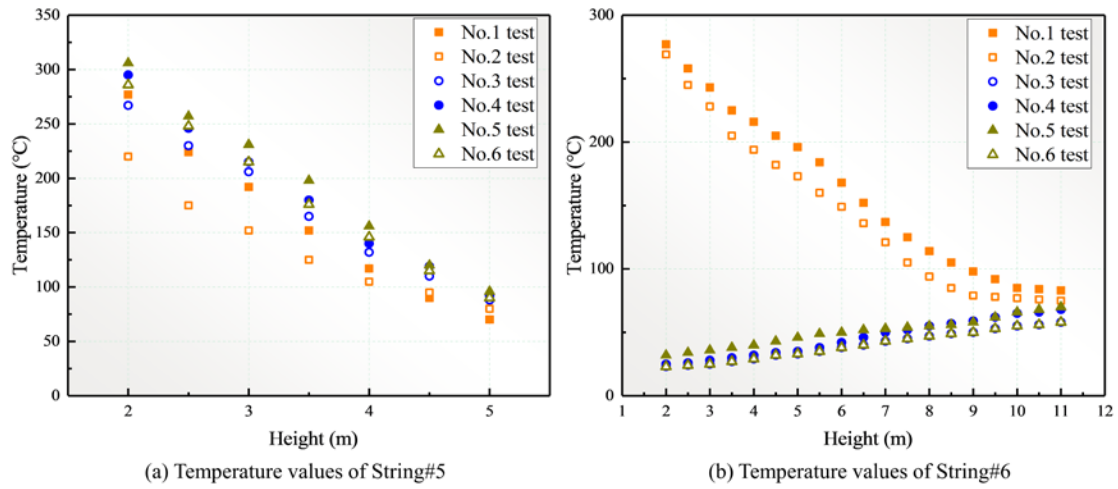 350
300
250
200
150
100
50
0
Temperature (℃)
2
3
4
5
Height (m)
No.1 test
No.2 test
No.3 test
No.4 test
No.5 test
No.6 test
(a) Temperature values of String#5
300
200
100
0
Temperature (℃)
1
2
3
4
5
6
7
8
9
10
11
12
Height (m)
No.1 test
No.2 test
No.3 test
No.4 test
No.5 test
No.6 test
(b) Temperature values of String#6